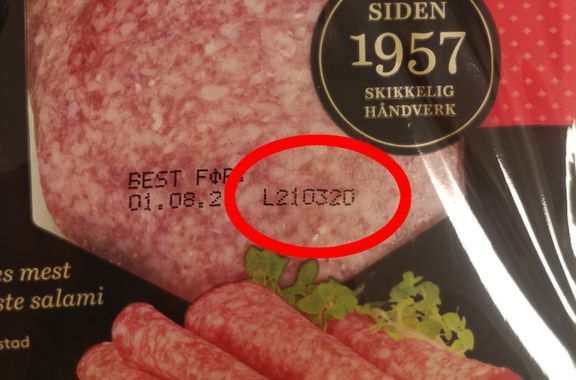 SIDEN
1957
SKIKKELIG
HÅNDVERK
BEST FØR:
01.08.2
L210320
es mest
ste salami
stad